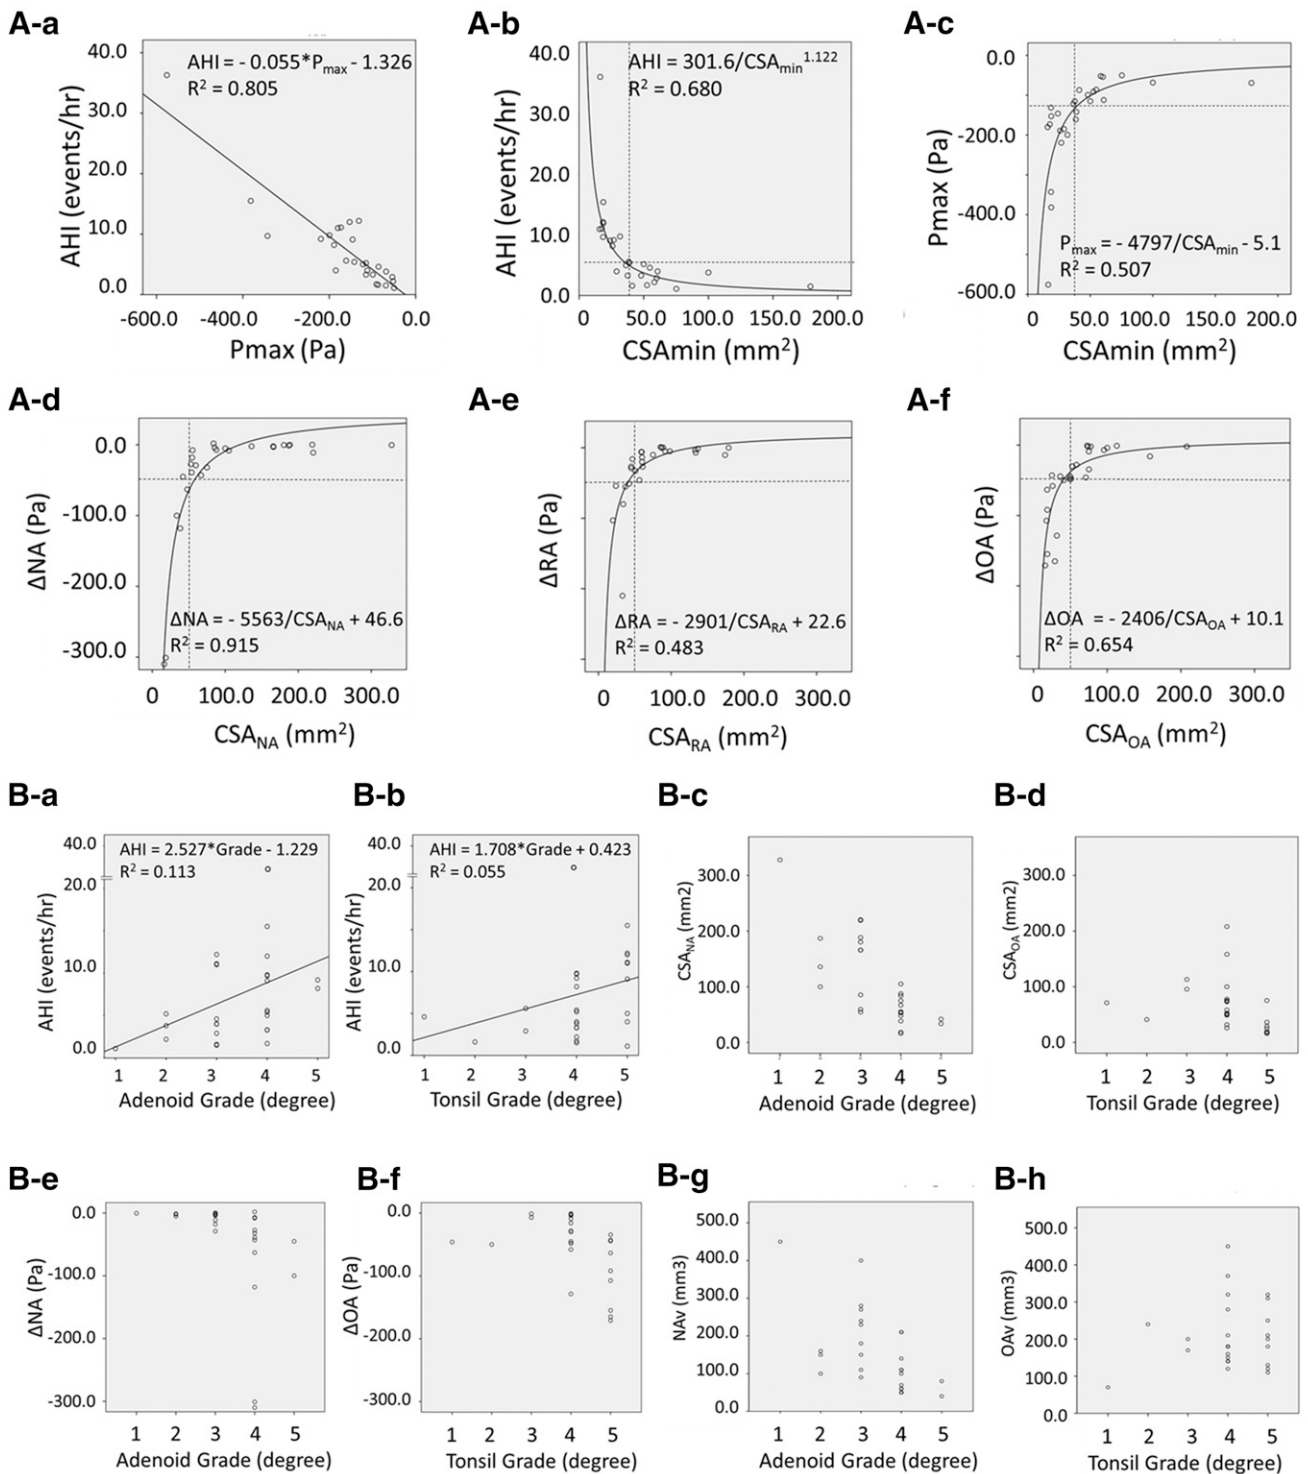 A-a
AHI = - 0.055*Pmax - 1.326
R² = 0.805
AHI (events/hr)
40.0
30.0
20.0
10.0
0.0
-600.0 -400.0 -200.0 0.0
Pmax (Pa)
A-b
AHI = 301.6/CSAmin^1.122
R² = 0.680
AHI (events/hr)
40.0
30.0
20.0
10.0
0.0
0 50.0 100.0 150.0 200.0
CSAmin (mm²)
A-c
Pmax (Pa)
0.0
-200.0
-400.0
-600.0
Pmax = - 4797/CSAmin - 5.1
R² = 0.507
0 50.0 100.0 150.0 200.0
CSAmin (mm²)
A-d
ΔNA (Pa)
0.0
-100.0
-200.0
-300.0
ΔNA = - 5563/CSANA + 46.6
R² = 0.915
0 100.0 200.0 300.0
CSANA (mm²)
A-e
ΔRA (Pa)
ΔRA = - 2901/CSARA + 22.6
R² = 0.483
0 100.0 200.0 300.0
CSARA (mm²)
A-f
ΔOA (Pa)
ΔOA = - 2406/CSAOA + 10.1
R² = 0.654
0 100.0 200.0 300.0
CSAOA (mm²)
B-a
AHI = 2.527*Grade - 1.229
R² = 0.113
AHI (events/hr)
40.0
20.0
10.0
0.0
1 2 3 4 5
Adenoid Grade (degree)
B-b
AHI = 1.708*Grade + 0.423
R² = 0.055
AHI (events/hr)
40.0
20.0
10.0
0.0
1 2 3 4 5
Tonsil Grade (degree)
B-c
CSANA (mm2)
300.0
200.0
100.0
0.0
1 2 3 4 5
Adenoid Grade (degree)
B-d
CSAOA (mm2)
300.0
200.0
100.0
0.0
1 2 3 4 5
Tonsil Grade (degree)
B-e
ΔNA (Pa)
0.0
-100.0
-200.0
-300.0
1 2 3 4 5
Adenoid Grade (degree)
B-f
ΔOA (Pa)
0.0
-100.0
-200.0
-300.0
1 2 3 4 5
Tonsil Grade (degree)
B-g
NAv (mm3)
500.0
400.0
300.0
200.0
100.0
0.0
1 2 3 4 5
Adenoid Grade (degree)
B-h
OAv (mm3)
500.0
400.0
300.0
200.0
100.0
0.0
1 2 3 4 5
Tonsil Grade (degree)